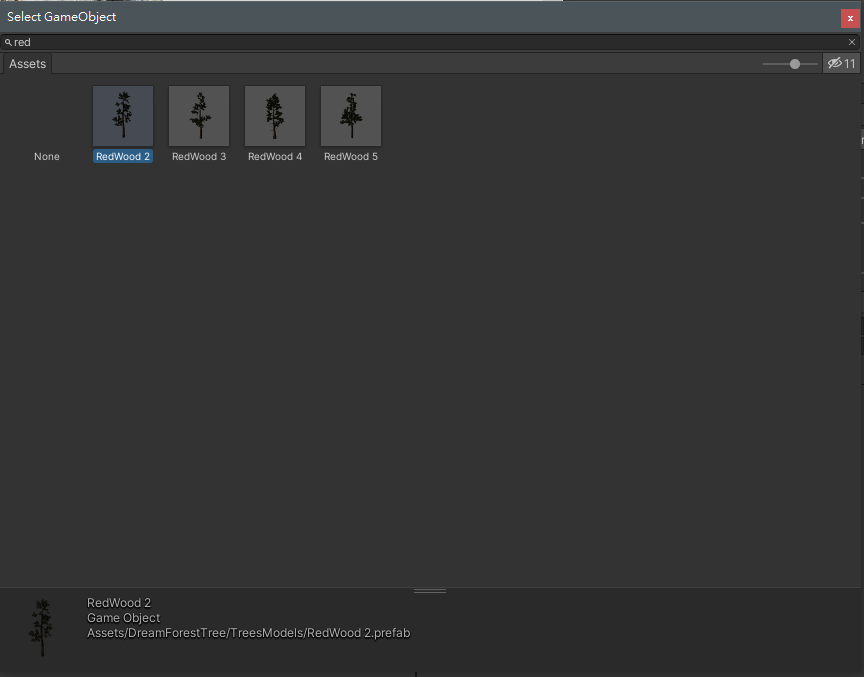 Select GameObject
x
red
Assets
11
None
RedWood 2
RedWood 3
RedWood 4
RedWood 5
RedWood 2
Game Object
Assets/DreamForestTree/TreesModels/RedWood 2.prefab